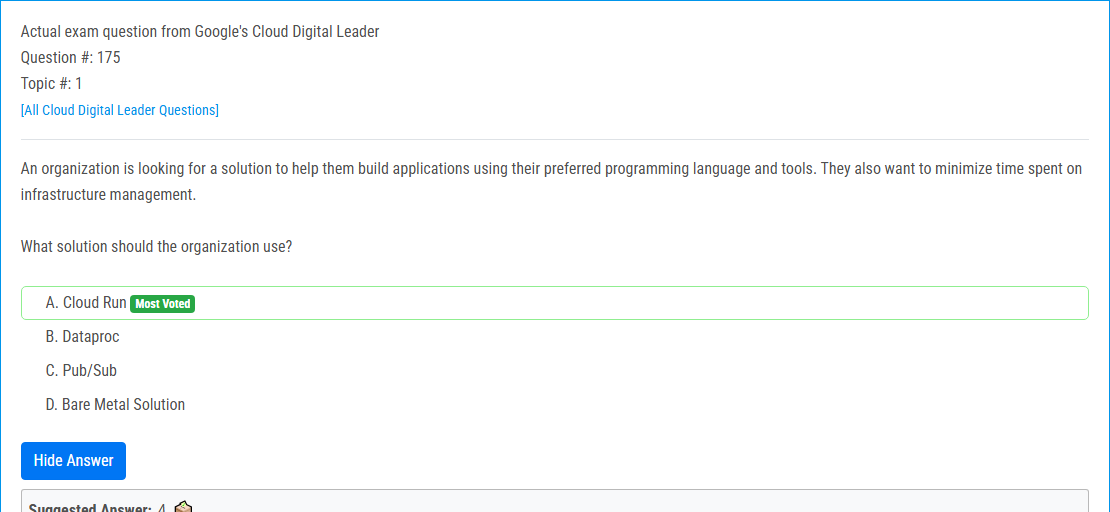 Actual exam question from Google's Cloud Digital Leader
Question #: 175
Topic #: 1
[All Cloud Digital Leader Questions]
An organization is looking for a solution to help them build applications using their preferred programming language and tools. They also want to minimize time spent on
infrastructure management.
What solution should the organization use?
A. Cloud Run Most Voted
B. Dataproc
C. Pub/Sub
D. Bare Metal Solution
Hide Answer
Suggested Answer: A